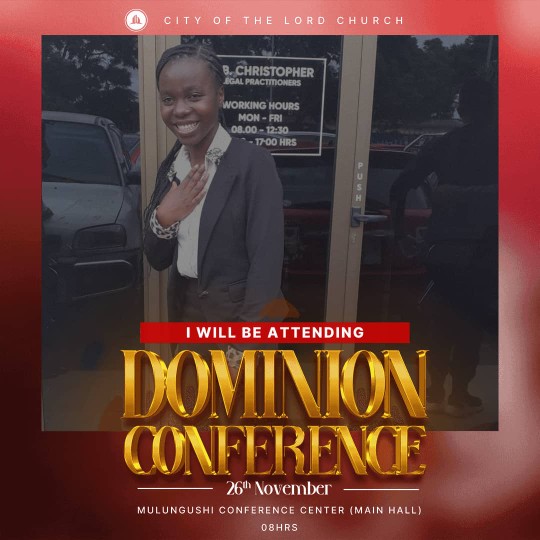 CITY OF THE LORD CHURCH
B. CHRISTOPHER
LEGAL PRACTITIONERS
WORKING HOURS
MON - FRI
08.00 - 12:30
- 17:00 HRS
PUSH
I WILL BE ATTENDING
DOMINION
CONFERENCE
26th November
MULUNGUSHI CONFERENCE CENTER (MAIN HALL)
08HRS